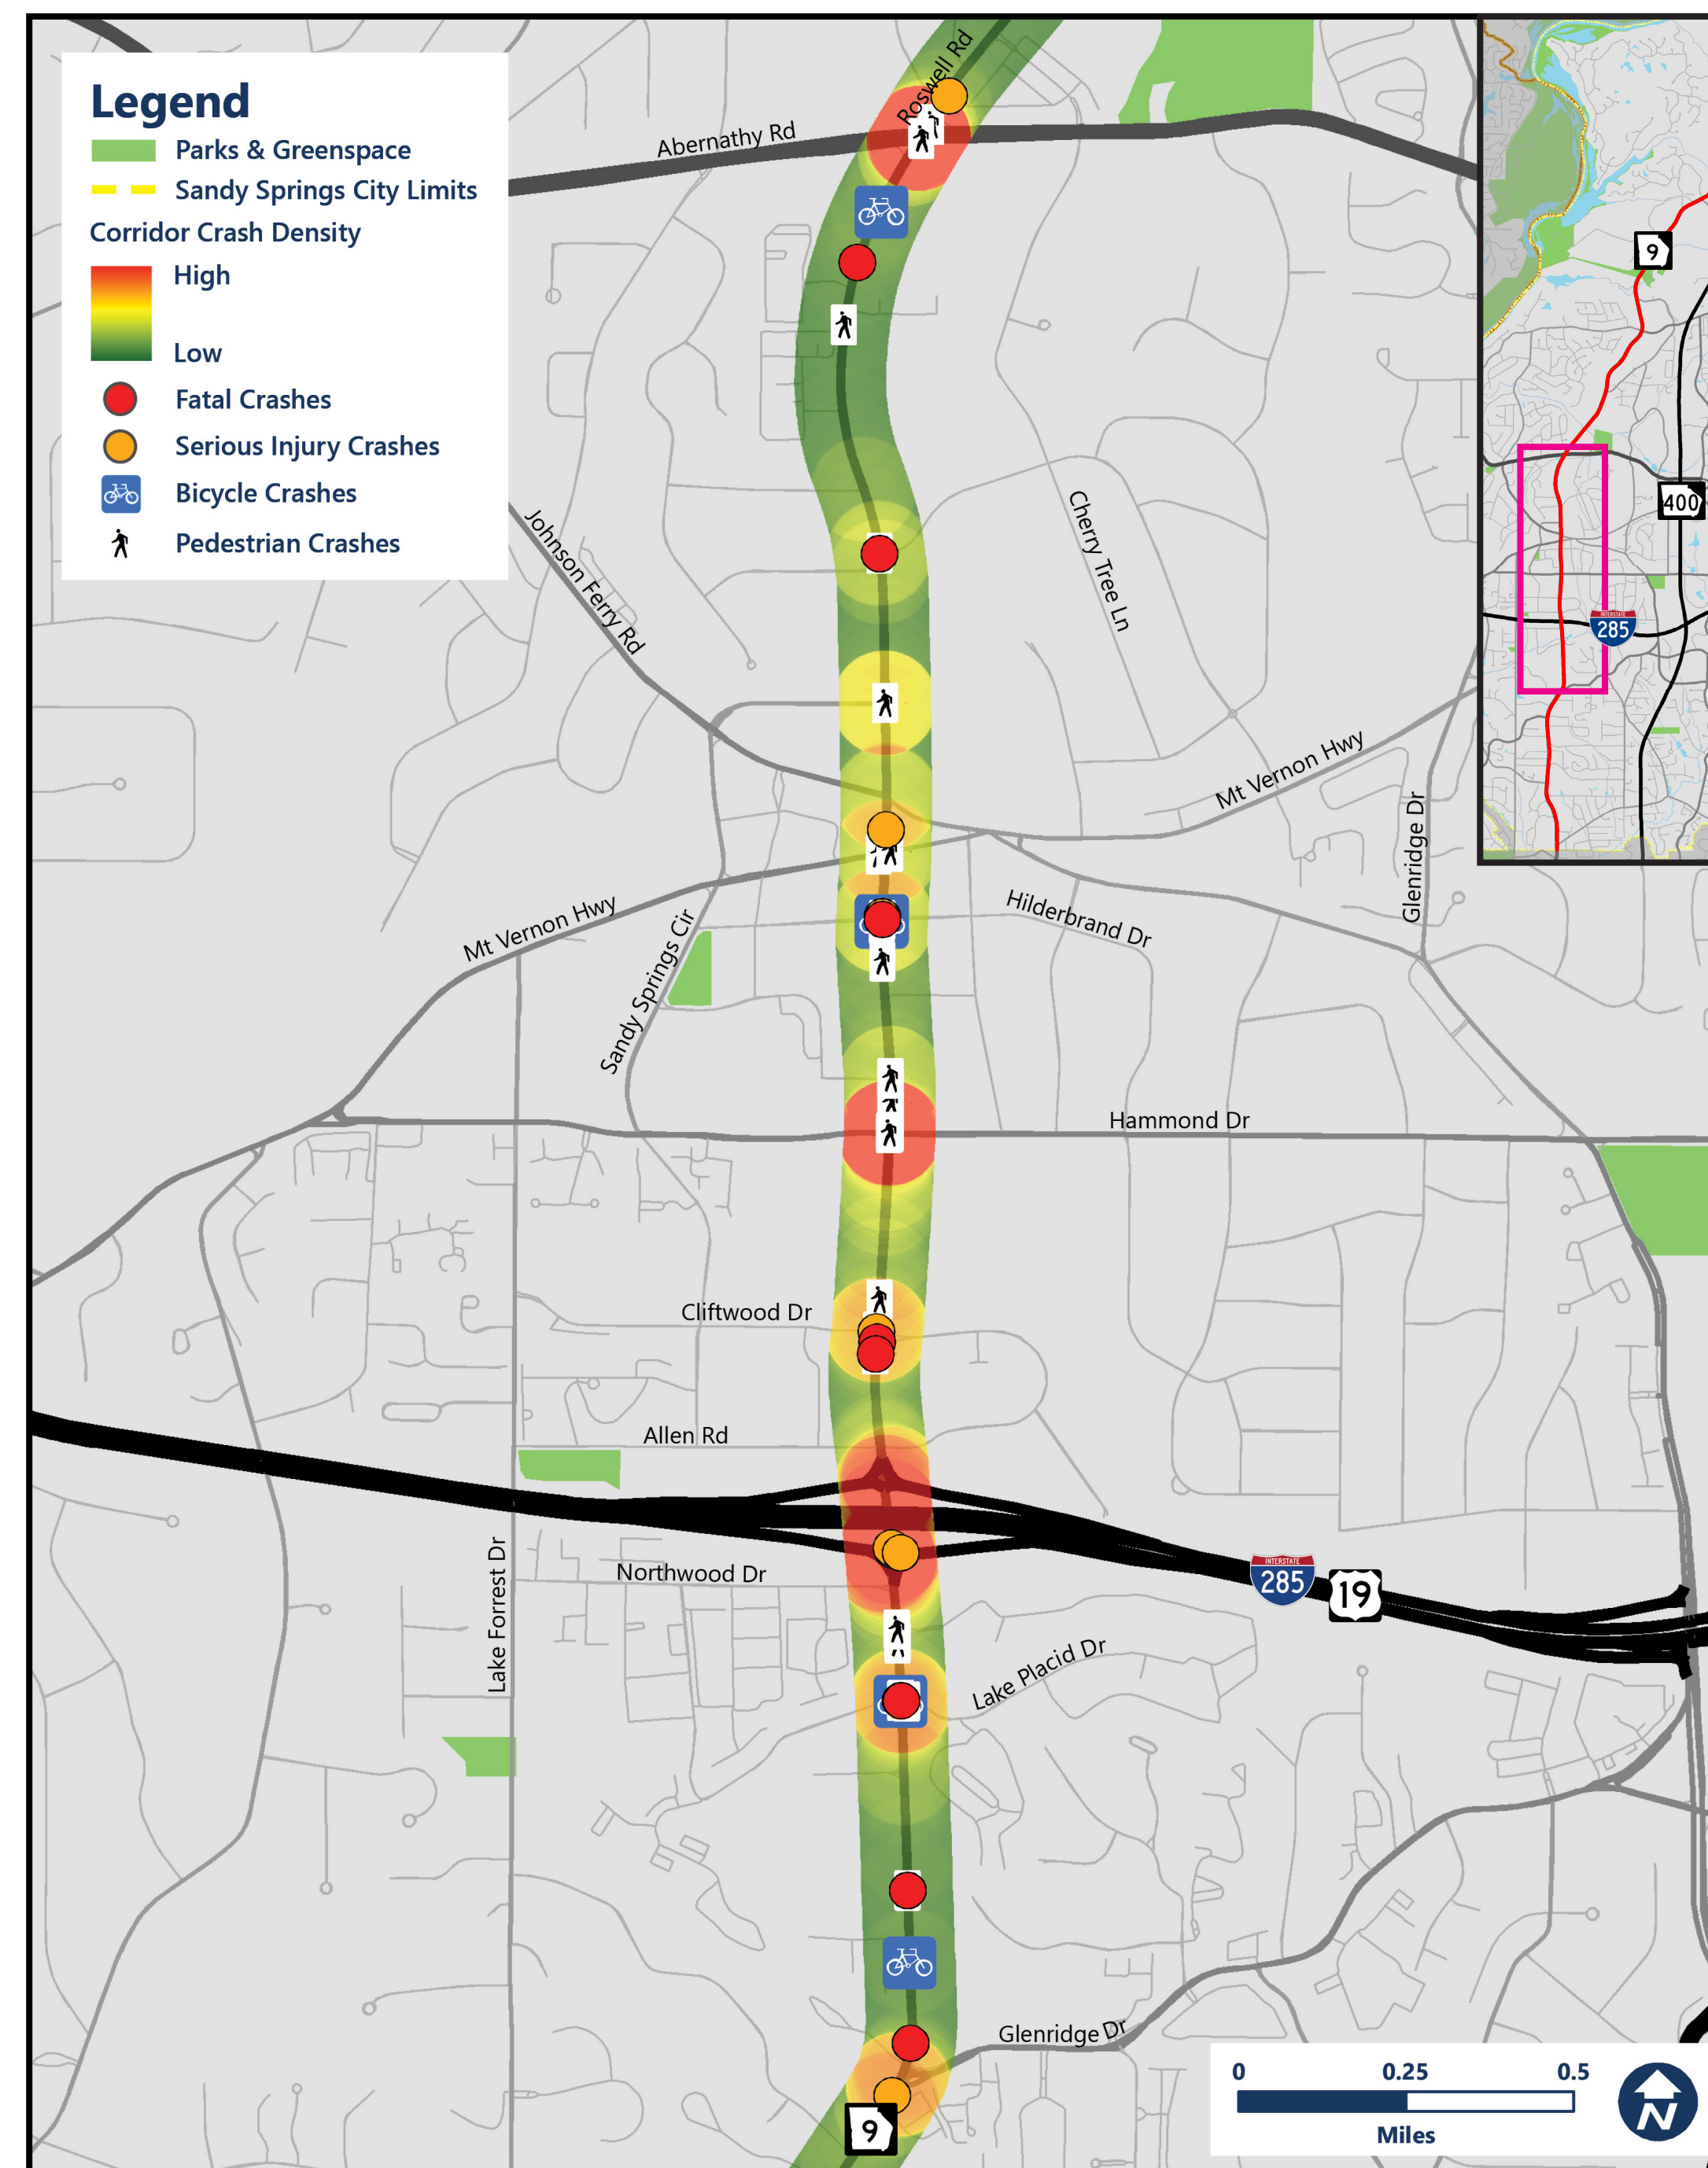 Legend
Parks & Greenspace
Sandy Springs City Limits
Corridor Crash Density
High
Low
Fatal Crashes
Serious Injury Crashes
Bicycle Crashes
Pedestrian Crashes
Roswell Rd
Abernathy Rd
9
400
INTERSTATE
285
Johnson Ferry Rd
Cherry Tree Ln
Mt Vernon Hwy
Glenridge Dr
Mt Vernon Hwy
Hilderbrand Dr
Sandy Springs Cir
Hammond Dr
Cliftwood Dr
Allen Rd
Northwood Dr
Lake Forrest Dr
INTERSTATE
285
19
Lake Placid Dr
Glenridge Dr
9
0 0.25 0.5
Miles
N